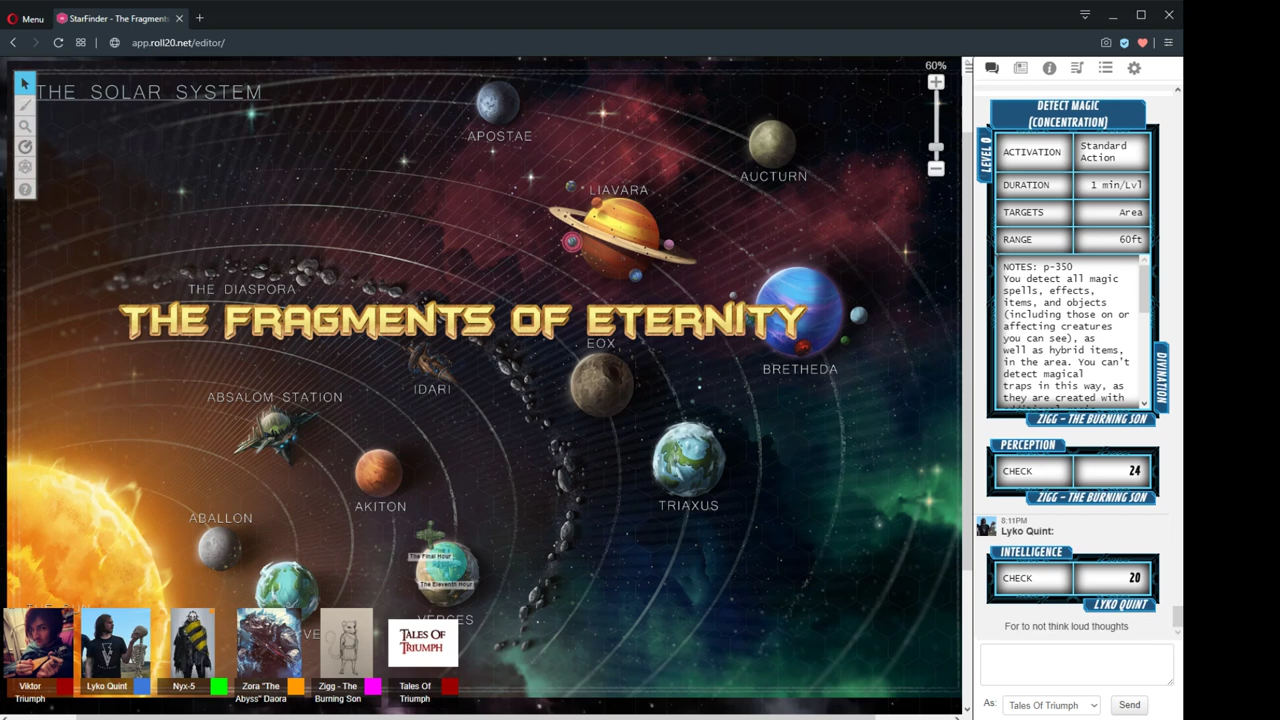 Menu
StarFinder - The Fragments
app.roll20.net/editor/
THE SOLAR SYSTEM
60%
APOSTAE
AUCTURN
LIAVARA
THE DIASPORA
THE FRAGMENTS OF ETERNITY
EOX
BRETHEDA
IDARI
ABSALOM STATION
AKITON
TRIAXUS
ABALLON
The Final Hour
The Eleventh Hour
VERCES
TALES OF
TRIUMPH
Viktor
Triumph
Lyko Quint
Nyx-5
Zora "The
Abyss" Daora
Zigg - The
Burning Son
Tales Of
Triumph
DETECT MAGIC
(CONCENTRATION)
LEVEL 0
ACTIVATION
Standard
Action
DURATION
1 min/Lvl
TARGETS
Area
RANGE
60ft
NOTES: p-350
You detect all magic
spells, effects,
items, and objects
(including those on or
affecting creatures
you can see), as
well as hybrid items,
in the area. You can't
detect magical
traps in this way, as
they are created with
DIVINATION
ZIGG - THE BURNING SON
PERCEPTION
CHECK 24
ZIGG - THE BURNING SON
8:11PM
Lyko Quint:
INTELLIGENCE
CHECK 20
LYKO QUINT
For to not think loud thoughts
As:
Tales Of Triumph
Send